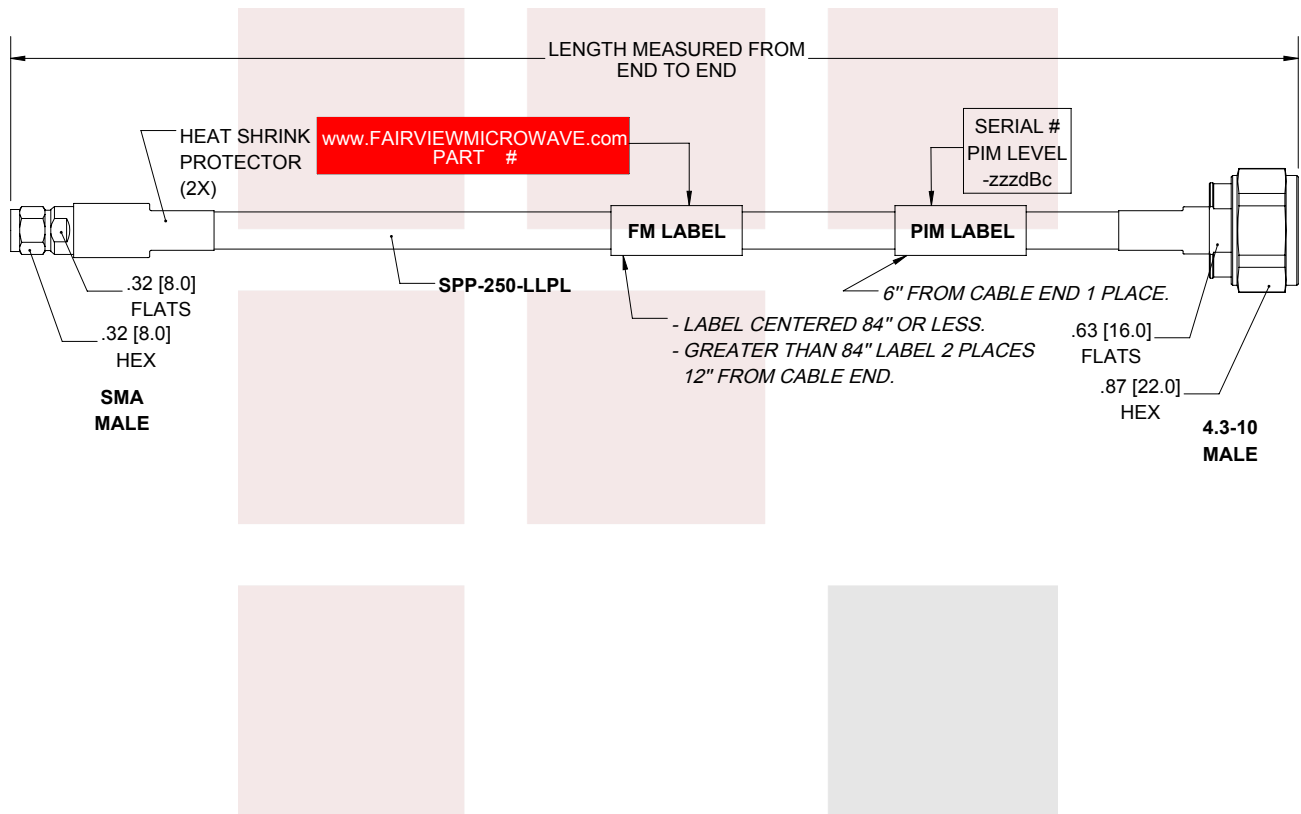 LENGTH MEASURED FROM
END TO END
HEAT SHRINK
PROTECTOR
(2X)
www.FAIRVIEWMICROWAVE.com
PART #
SERIAL #
PIM LEVEL
-zzzdBc
FM LABEL
PIM LABEL
.32 [8.0]
FLATS
.32 [8.0]
HEX
SMA
MALE
SPP-250-LLPL
6" FROM CABLE END 1 PLACE.
- LABEL CENTERED 84" OR LESS.
- GREATER THAN 84" LABEL 2 PLACES
12" FROM CABLE END.
.63 [16.0]
FLATS
.87 [22.0]
HEX
4.3-10
MALE